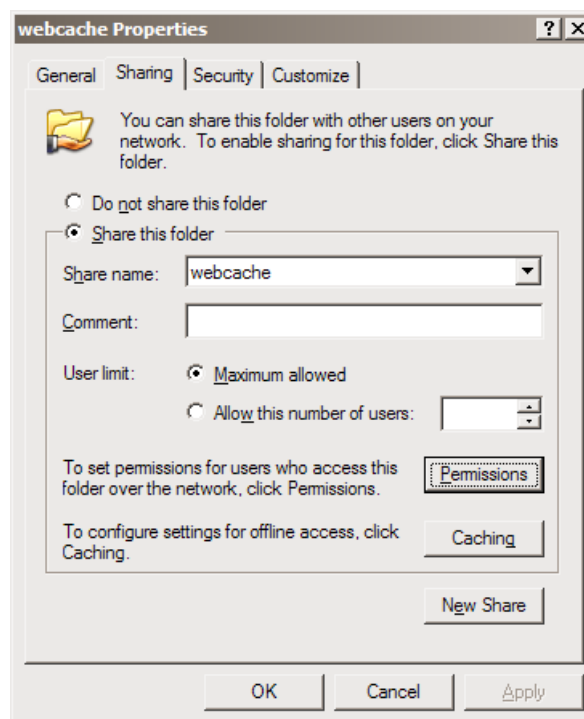 webcache Properties
General Sharing Security Customize
You can share this folder with other users on your
network. To enable sharing for this folder, click Share this
folder.
Do not share this folder
Share this folder
Share name: webcache
Comment:
User limit: Maximum allowed
Allow this number of users:
To set permissions for users who access this
folder over the network, click Permissions.
Permissions
To configure settings for offline access, click
Caching.
Caching
New Share
OK Cancel Apply